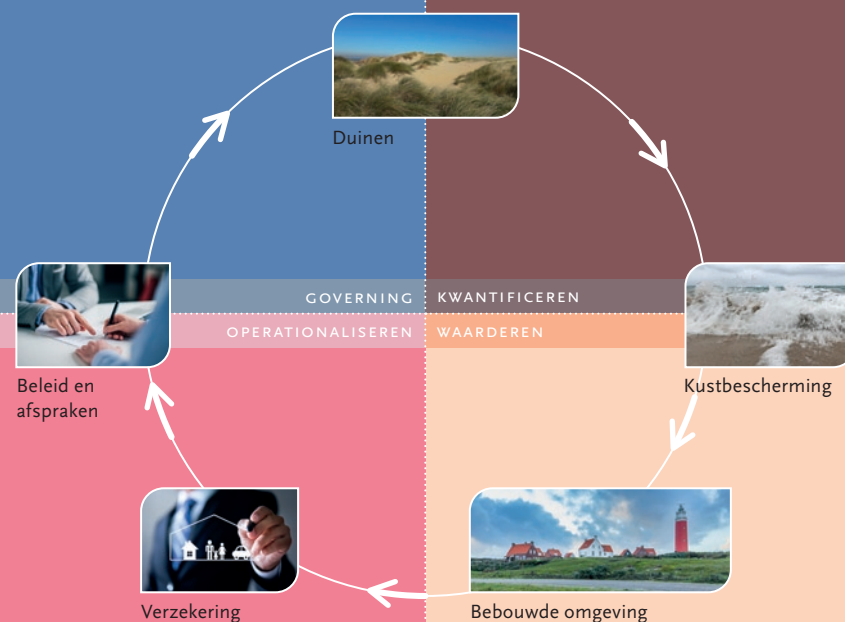 Duinen
GOVERNING
KWANTIFICEREN
OPERATIONALISEREN
WAARDEREN
Beleid en
afspraken
Kustbescherming
Verzekering
Bebouwde omgeving